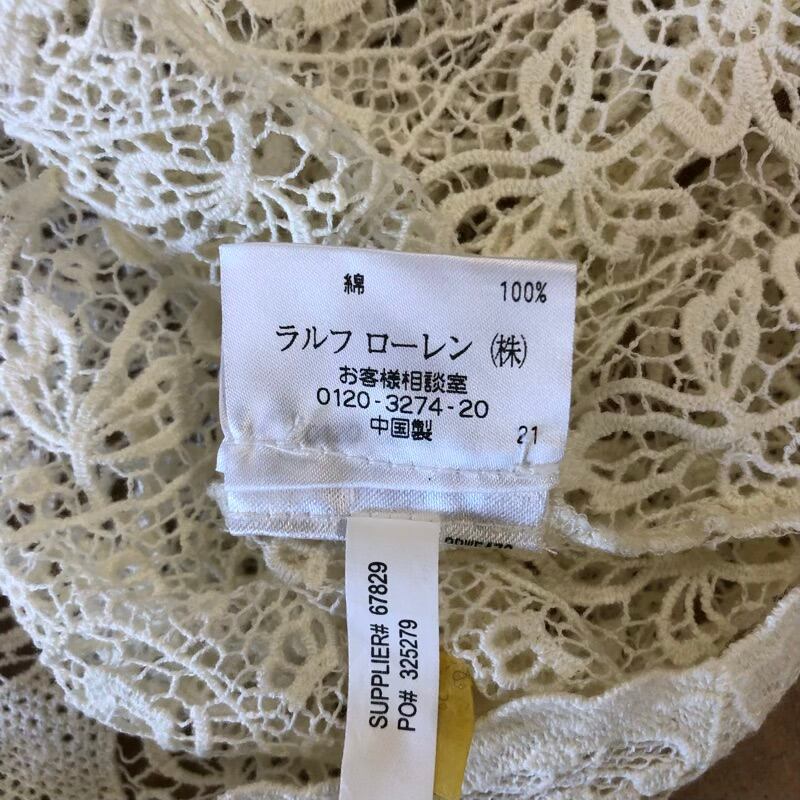 綿 100%
ラルフ ローレン (株)
お客様相談室
0120-3274-20
中国製 21
SUPPLIER# 67829
PO# 325279